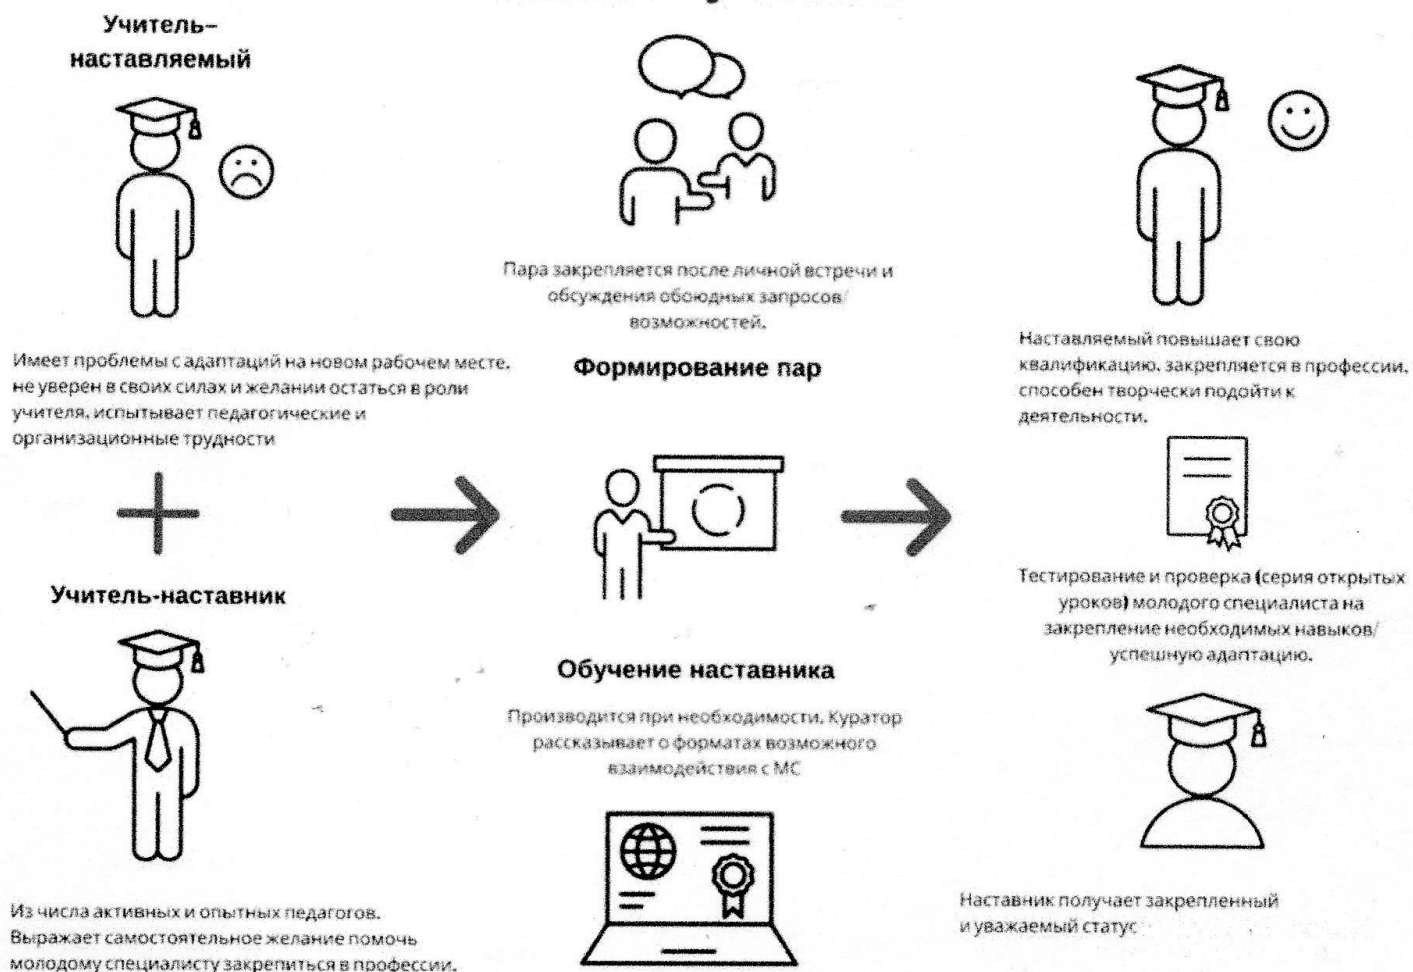 Учитель-
наставляемый
Имеет проблемы с адаптаций на новом рабочем месте,
не уверен в своих силах и желании остаться в роли
учителя, испытывает педагогические и
организационные трудности
Учитель-наставник
Из числа активных и опытных педагогов.
Выражает самостоятельное желание помочь
молодому специалисту закрепиться в профессии.
Пара закрепляется после личной встречи и
обсуждения обоюдных запросов/
возможностей.
Формирование пар
Обучение наставника
Производится при необходимости. Куратор
рассказывает о форматах возможного
взаимодействия с МС
Наставляемый повышает свою
квалификацию, закрепляется в профессии,
способен творчески подойти к
деятельности.
Тестирование и проверка (серия открытых
уроков) молодого специалиста на
закрепление необходимых навыков/
успешную адаптацию.
Наставник получает закрепленный
и уважаемый статус